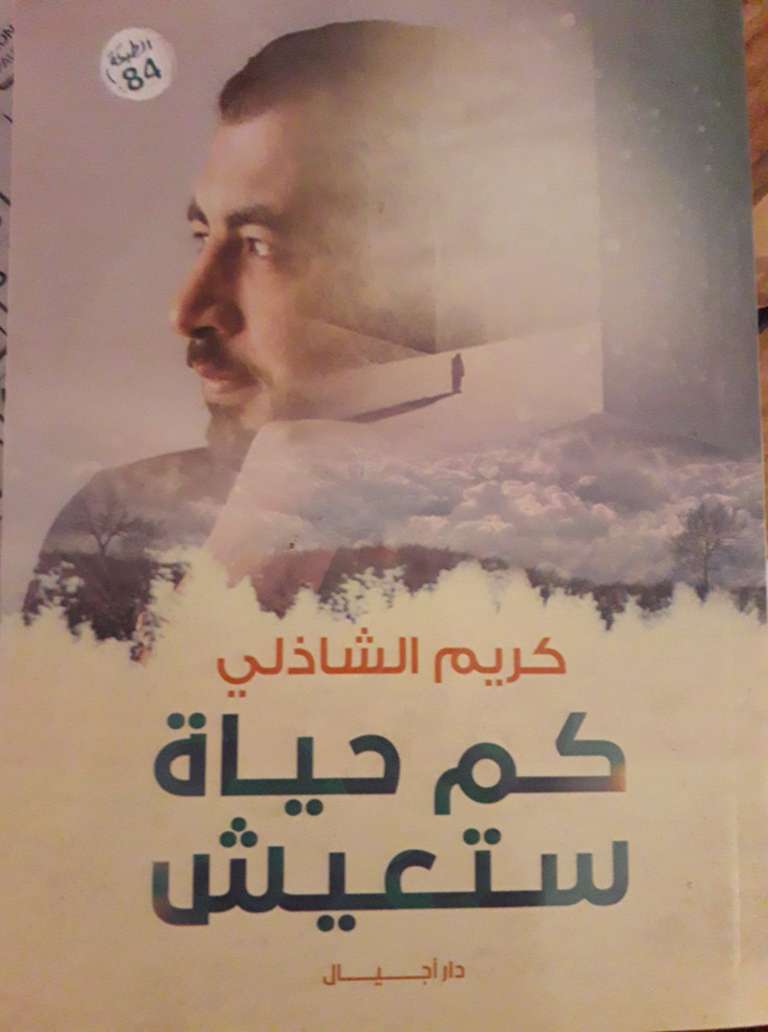 كريم الشاذلي
كم حياة
ستعيش
دار أجيال
الطبعة
84